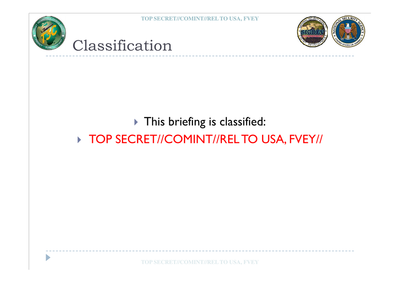 TOP SECRET//COMINT//REL TO USA, FVEY
Classification
This briefing is classified:
TOP SECRET//COMINT//REL TO USA, FVEY//
TOP SECRET//COMINT//REL TO USA, FVEY